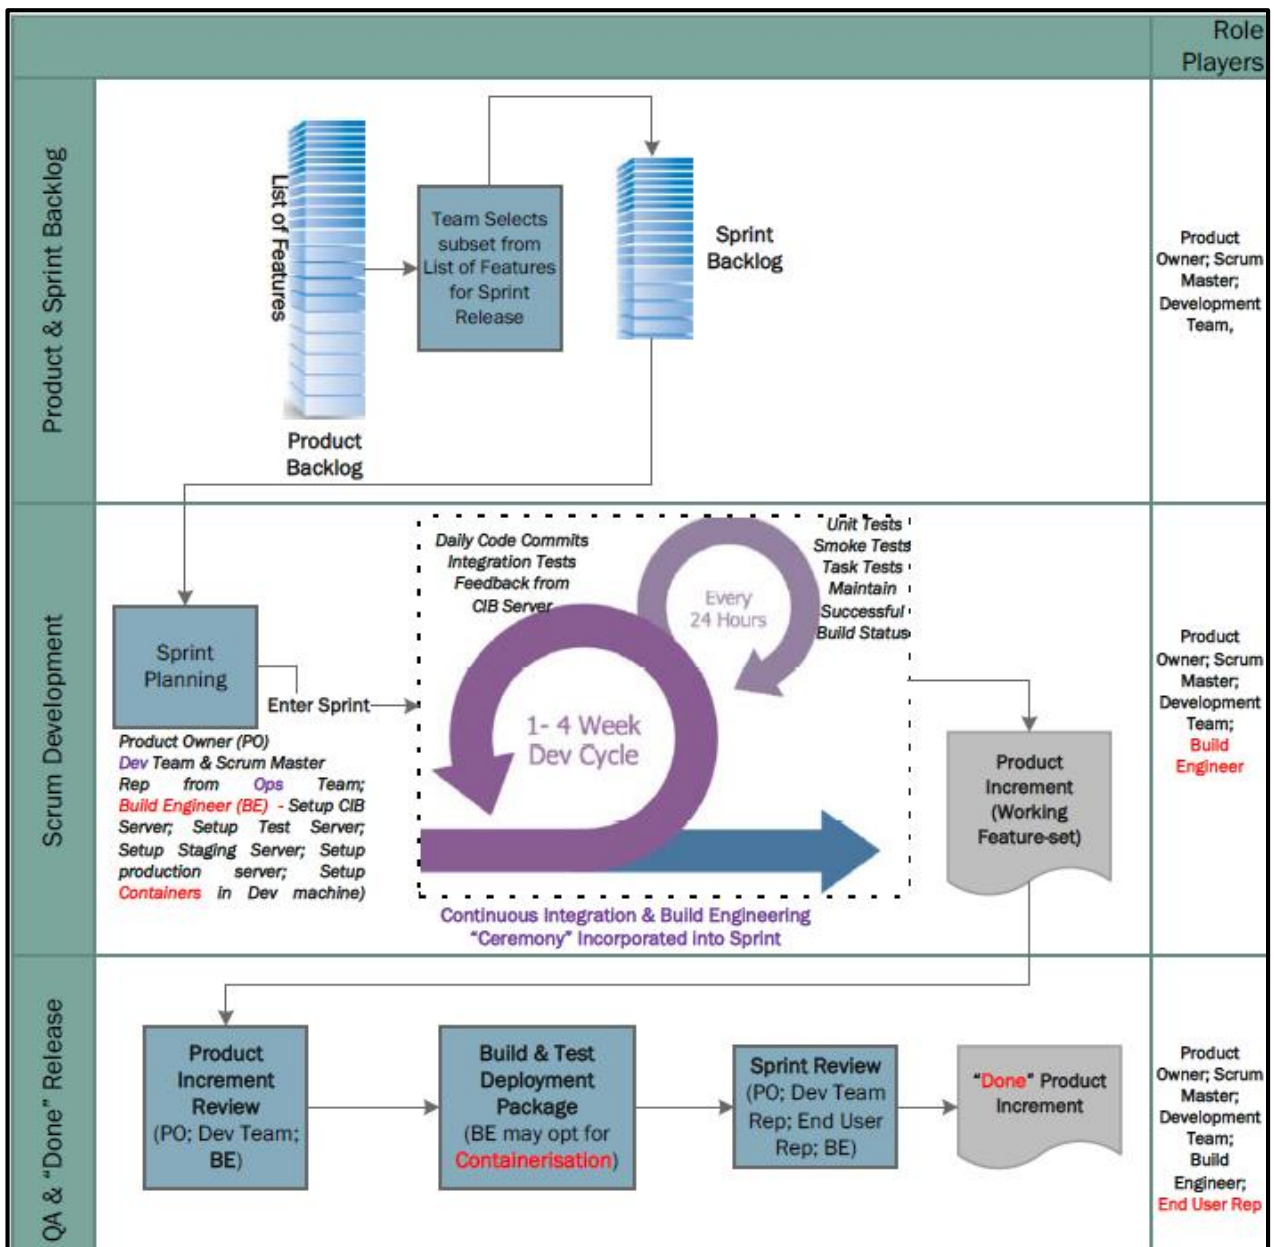 Role
Players
Product & Sprint Backlog
List of Features
Product
Backlog
Team Selects
subset from
List of Features
for Sprint
Release
Sprint
Backlog
Product
Owner; Scrum
Master;
Development
Team,
Scrum Development
Sprint
Planning
Enter Sprint
Product Owner (PO)
Dev Team & Scrum Master
Rep from Ops Team;
Build Engineer (BE) - Setup CIB
Server; Setup Test Server;
Setup Staging Server; Setup
production server; Setup
Containers in Dev machine)
Daily Code Commits
Integration Tests
Feedback from
CIB Server
1- 4 Week
Dev Cycle
Every
24 Hours
Unit Tests
Smoke Tests
Task Tests
Maintain
Successful
Build Status
Continuous Integration & Build Engineering
“Ceremony” Incorporated into Sprint
Product
Increment
(Working
Feature-set)
Product
Owner; Scrum
Master;
Development
Team;
Build
Engineer
QA & “Done” Release
Product
Increment
Review
(PO; Dev Team;
BE)
Build & Test
Deployment
Package
(BE may opt for
Containerisation)
Sprint Review
(PO; Dev Team
Rep; End User
Rep; BE)
“Done” Product
Increment
Product
Owner; Scrum
Master;
Development
Team;
Build
Engineer;
End User Rep